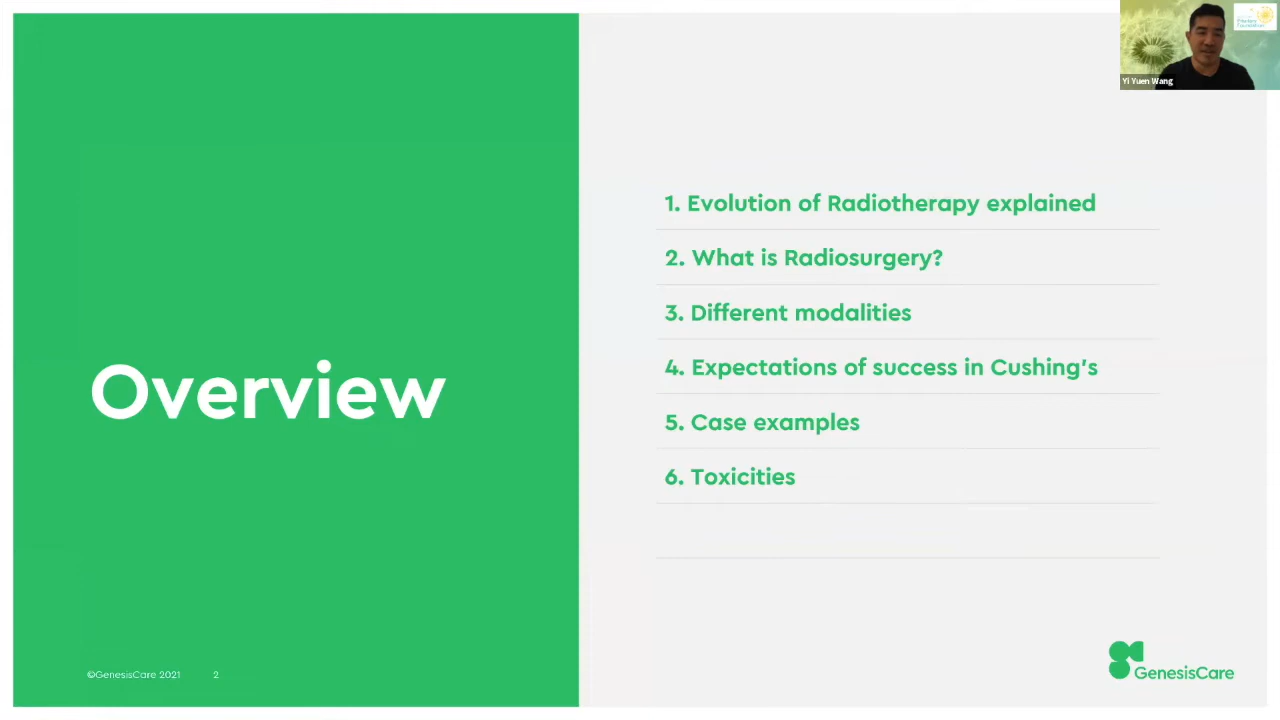 Overview
1. Evolution of Radiotherapy explained
2. What is Radiosurgery?
3. Different modalities
4. Expectations of success in Cushing's
5. Case examples
6. Toxicities
©GenesisCare 2021
2
GenesisCare
Yi Yuen Wang